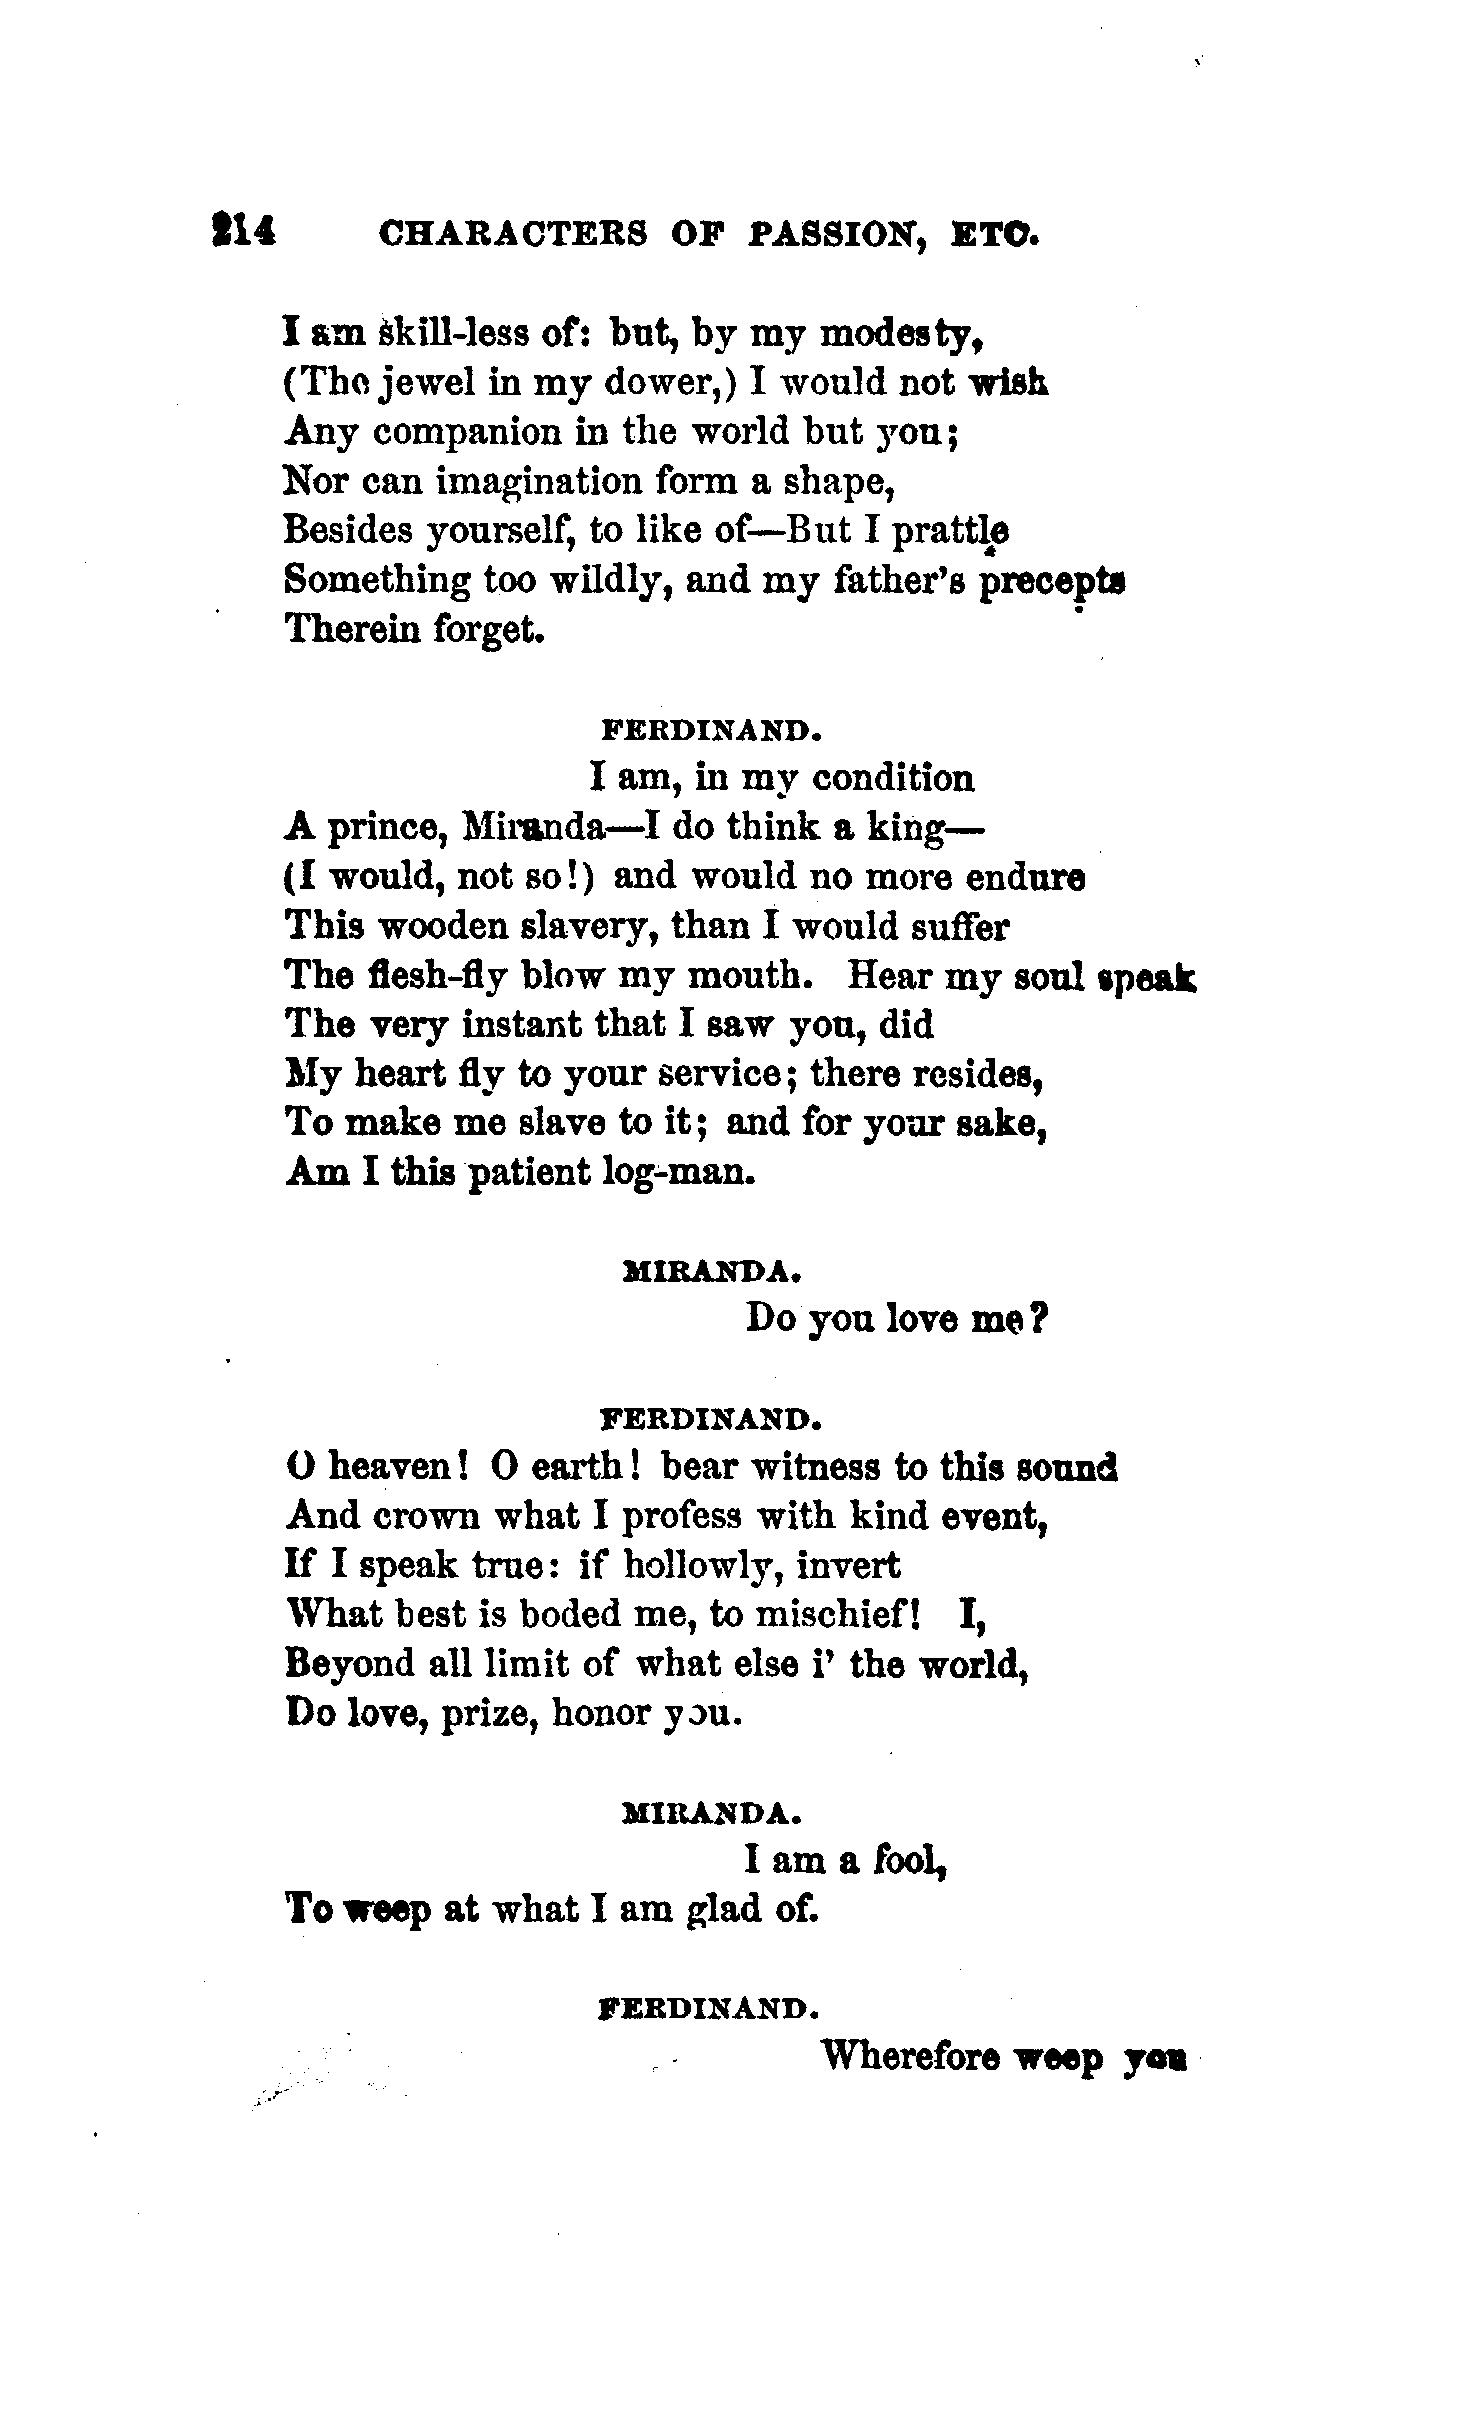 214 CHARACTERS OF PASSION, ETC.
I am skill-less of: but, by my modesty,
(The jewel in my dower,) I would not wish
Any companion in the world but you;
Nor can imagination form a shape,
Besides yourself, to like of—But I prattle
Something too wildly, and my father's precepts
Therein forget.
FERDINAND.
I am, in my condition
A prince, Miranda—I do think a king—
(I would, not so!) and would no more endure
This wooden slavery, than I would suffer
The flesh-fly blow my mouth. Hear my soul speak
The very instant that I saw you, did
My heart fly to your service; there resides,
To make me slave to it; and for your sake,
Am I this patient log-man.
MIRANDA.
Do you love me?
FERDINAND.
O heaven! O earth! bear witness to this sound
And crown what I profess with kind event,
If I speak true: if hollowly, invert
What best is boded me, to mischief! I,
Beyond all limit of what else i' the world,
Do love, prize, honor you.
MIRANDA.
I am a fool,
To weep at what I am glad of.
FERDINAND.
Wherefore weep you